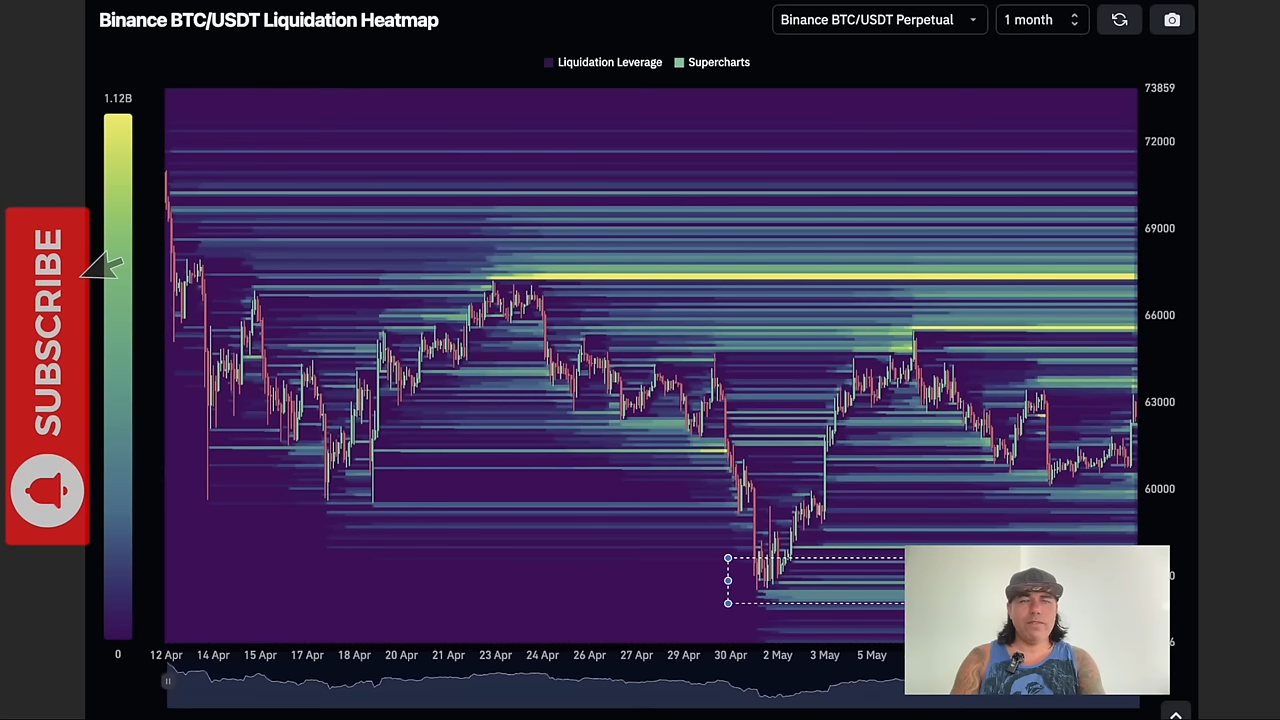 Binance BTC/USDT Liquidation Heatmap
Binance BTC/USDT Perpetual
1 month
Liquidation Leverage
Supercharts
1.12B
0
73859
72000
69000
66000
63000
60000
0
6
12 Apr
14 Apr
15 Apr
17 Apr
18 Apr
20 Apr
21 Apr
23 Apr
24 Apr
26 Apr
27 Apr
29 Apr
30 Apr
2 May
3 May
5 May
SUBSCRIBE